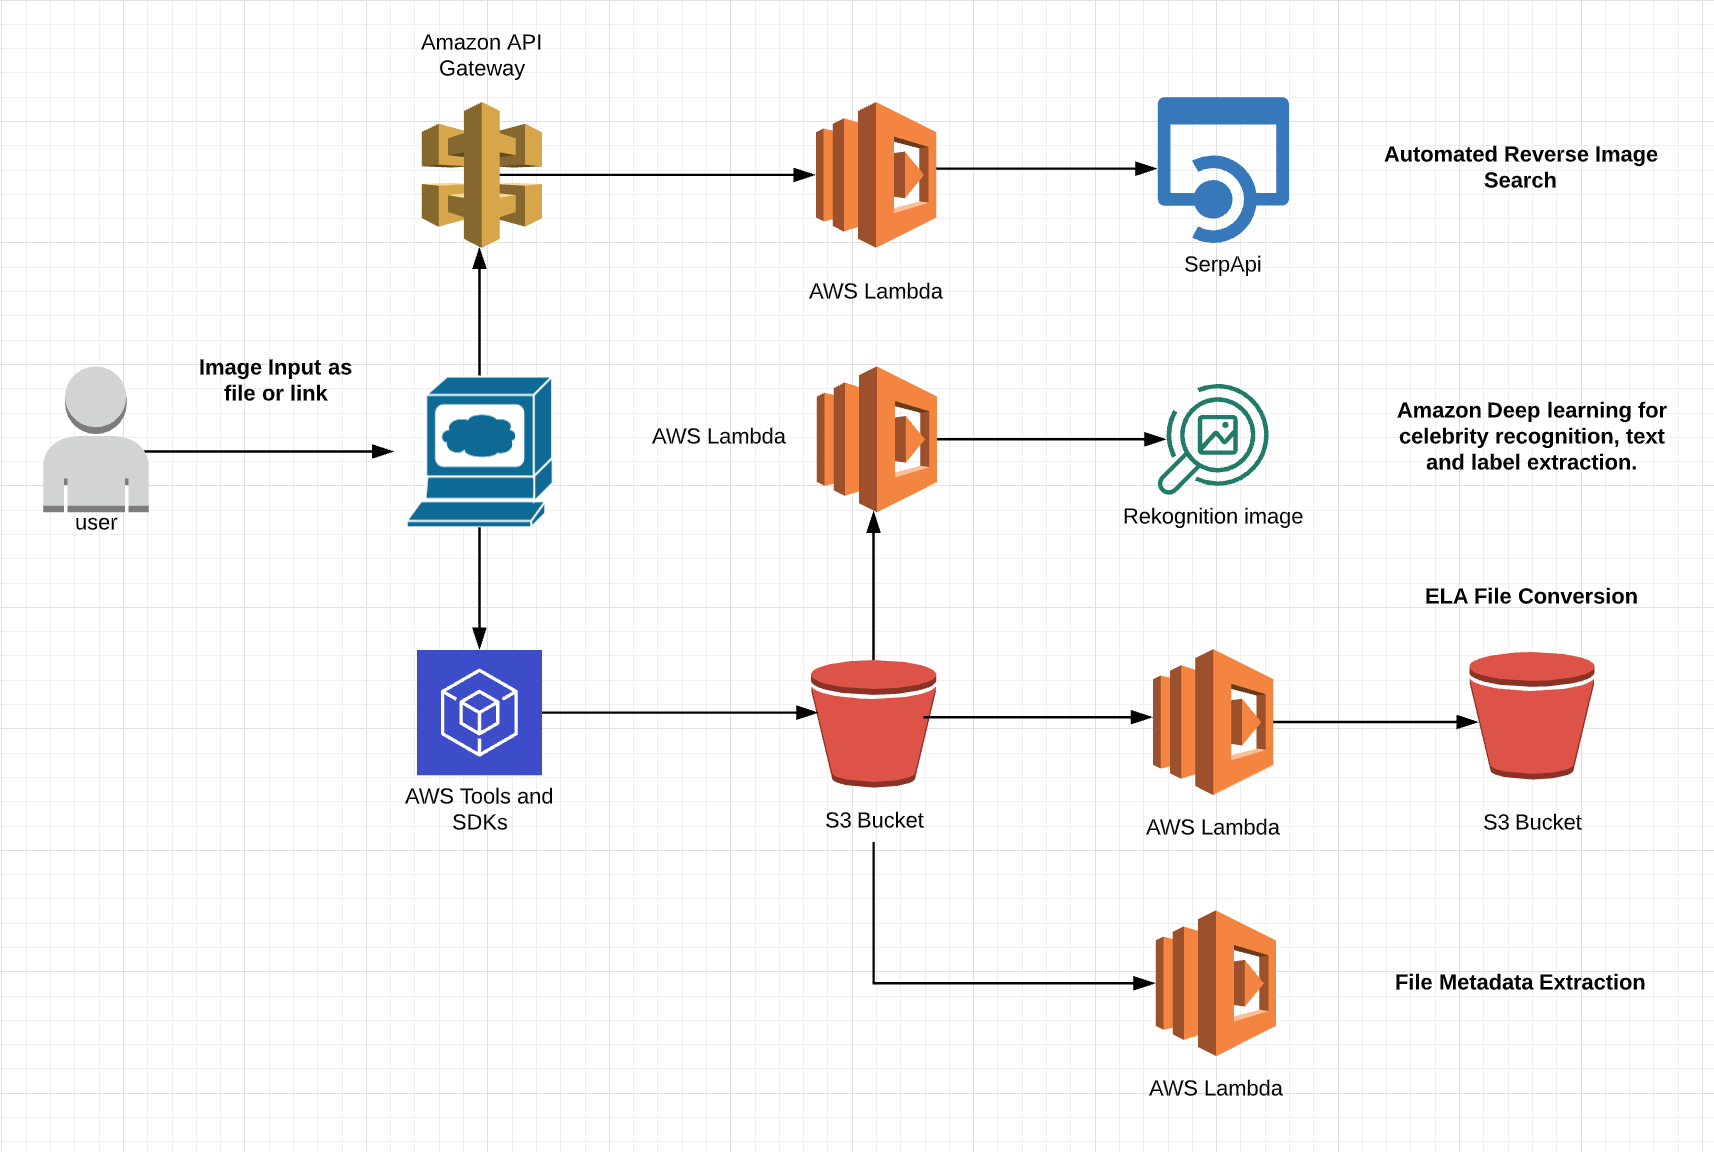 Amazon API
Gateway
AWS Lambda
SerpApi
Automated Reverse Image
Search
Image Input as
file or link
user
AWS Lambda
Rekognition image
Amazon Deep learning for
celebrity recognition, text
and label extraction.
ELA File Conversion
AWS Tools and
SDKs
S3 Bucket
AWS Lambda
S3 Bucket
File Metadata Extraction
AWS Lambda